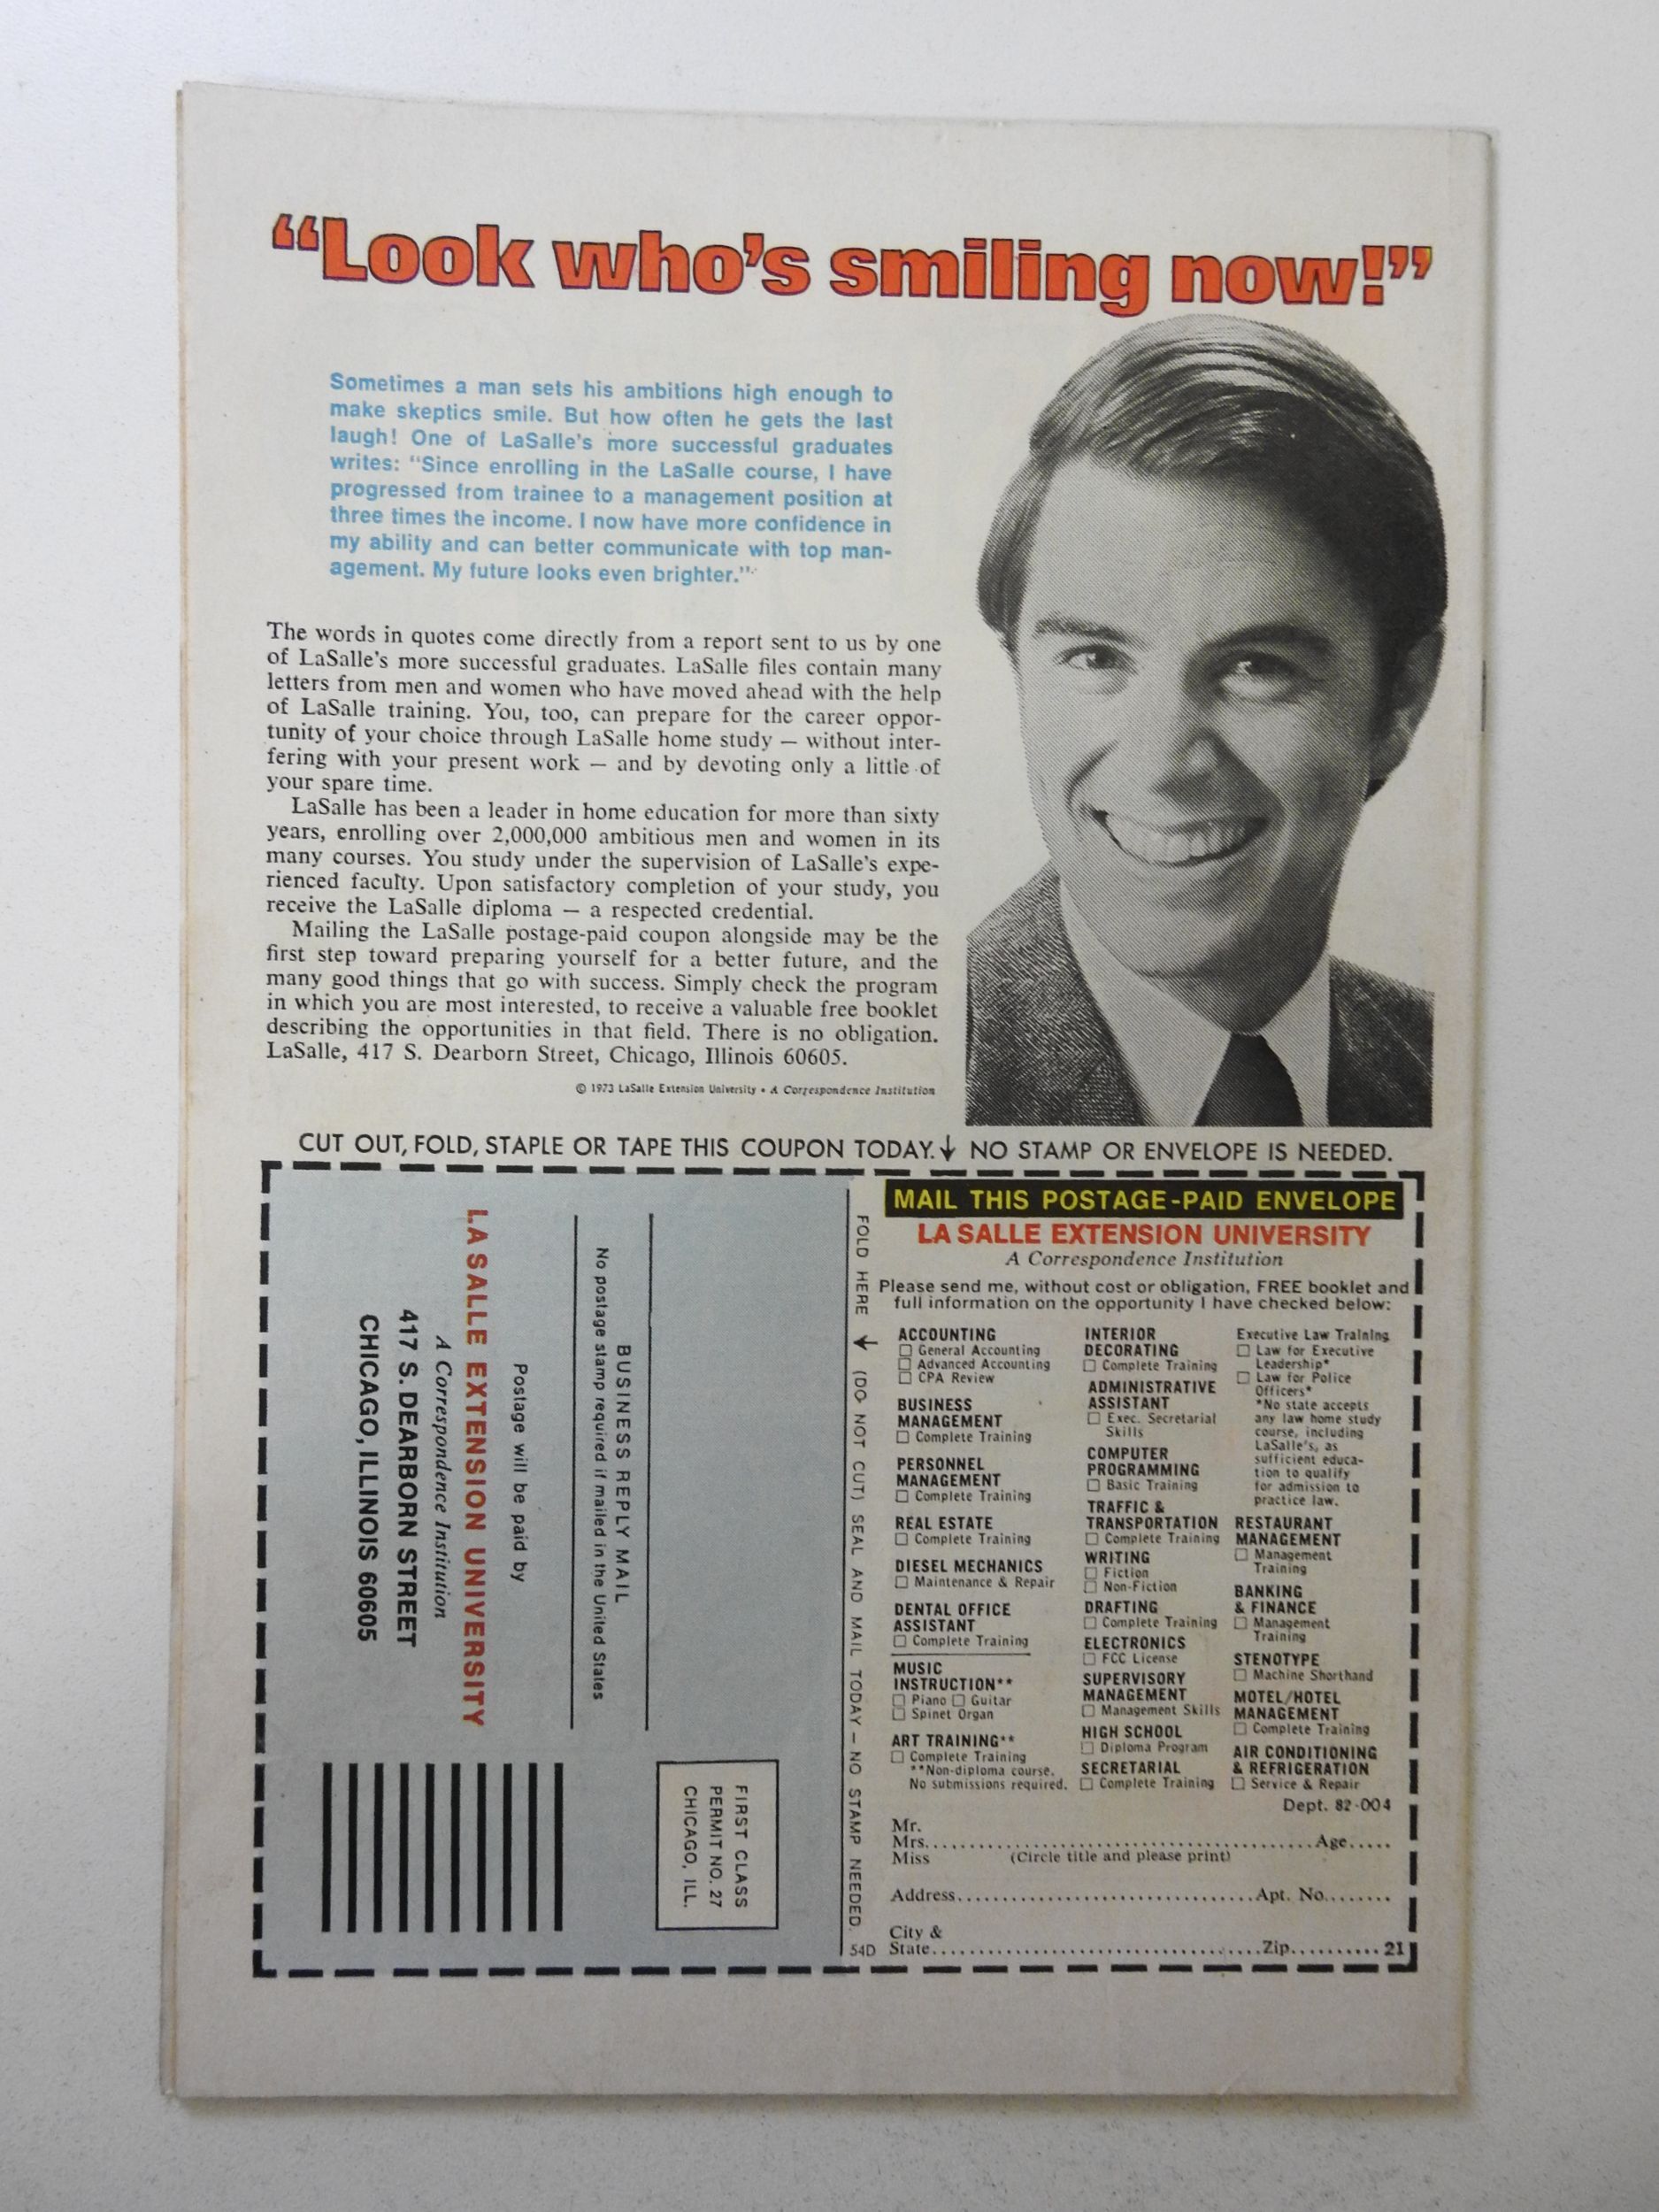 “Look who's smiling now!”
Sometimes a man sets his ambitions high enough to
make skeptics smile. But how often he gets the last
laugh! One of LaSalle's more successful graduates
writes: “Since enrolling in the LaSalle course, I have
progressed from trainee to a management position at
three times the income. I now have more confidence in
my ability and can better communicate with top man-
agement. My future looks even brighter.”
The words in quotes come directly from a report sent to us by one
of LaSalle's more successful graduates. LaSalle files contain many
letters from men and women who have moved ahead with the help
of LaSalle training. You, too, can prepare for the career oppor-
tunity of your choice through LaSalle home study — without inter-
fering with your present work — and by devoting only a little of
your spare time.
LaSalle has been a leader in home education for more than sixty
years, enrolling over 2,000,000 ambitious men and women in its
many courses. You study under the supervision of LaSalle's expe-
rienced faculty. Upon satisfactory completion of your study, you
receive the LaSalle diploma — a respected credential.
Mailing the LaSalle postage-paid coupon alongside may be the
first step toward preparing yourself for a better future, and the
many good things that go with success. Simply check the program
in which you are most interested, to receive a valuable free booklet
describing the opportunities in that field. There is no obligation.
LaSalle, 417 S. Dearborn Street, Chicago, Illinois 60605.
© 1973 LaSalle Extension University • A Correspondence Institution
CUT OUT, FOLD, STAPLE OR TAPE THIS COUPON TODAY. ↓ NO STAMP OR ENVELOPE IS NEEDED.
FIRST CLASS
PERMIT NO. 27
CHICAGO, ILL.
BUSINESS REPLY MAIL
No postage stamp required if mailed in the United States
Postage will be paid by
LA SALLE EXTENSION UNIVERSITY
A Correspondence Institution
417 S. DEARBORN STREET
CHICAGO, ILLINOIS 60605
FOLD HERE ↓ (DO NOT CUT) SEAL AND MAIL TODAY — NO STAMP NEEDED.
54D
MAIL THIS POSTAGE-PAID ENVELOPE
LA SALLE EXTENSION UNIVERSITY
A Correspondence Institution
Please send me, without cost or obligation, FREE booklet and
full information on the opportunity I have checked below:
ACCOUNTING
☐ General Accounting
☐ Advanced Accounting
☐ CPA Review
BUSINESS
MANAGEMENT
☐ Complete Training
PERSONNEL
MANAGEMENT
☐ Complete Training
REAL ESTATE
☐ Complete Training
DIESEL MECHANICS
☐ Maintenance & Repair
DENTAL OFFICE
ASSISTANT
☐ Complete Training
MUSIC
INSTRUCTION**
☐ Piano ☐ Guitar
☐ Spinet Organ
ART TRAINING**
☐ Complete Training
**Non-diploma course.
No submissions required.
INTERIOR
DECORATING
☐ Complete Training
ADMINISTRATIVE
ASSISTANT
☐ Exec. Secretarial
Skills
COMPUTER
PROGRAMMING
☐ Basic Training
TRAFFIC &
TRANSPORTATION
☐ Complete Training
WRITING
☐ Fiction
☐ Non-Fiction
DRAFTING
☐ Complete Training
ELECTRONICS
☐ FCC License
SUPERVISORY
MANAGEMENT
☐ Management Skills
HIGH SCHOOL
☐ Diploma Program
SECRETARIAL
☐ Complete Training
Executive Law Training
☐ Law for Executive
Leadership*
☐ Law for Police
Officers*
*No state accepts
any law home study
course, including
LaSalle's, as
sufficient educa-
tion to qualify
for admission to
practice law.
RESTAURANT
MANAGEMENT
☐ Management
Training
BANKING
& FINANCE
☐ Management
Training
STENOTYPE
☐ Machine Shorthand
MOTEL/HOTEL
MANAGEMENT
☐ Complete Training
AIR CONDITIONING
& REFRIGERATION
☐ Service & Repair
Dept. 82-004
Mr.
Mrs. Age
Miss (Circle title and please print)
Address Apt. No.
City &
State Zip 21